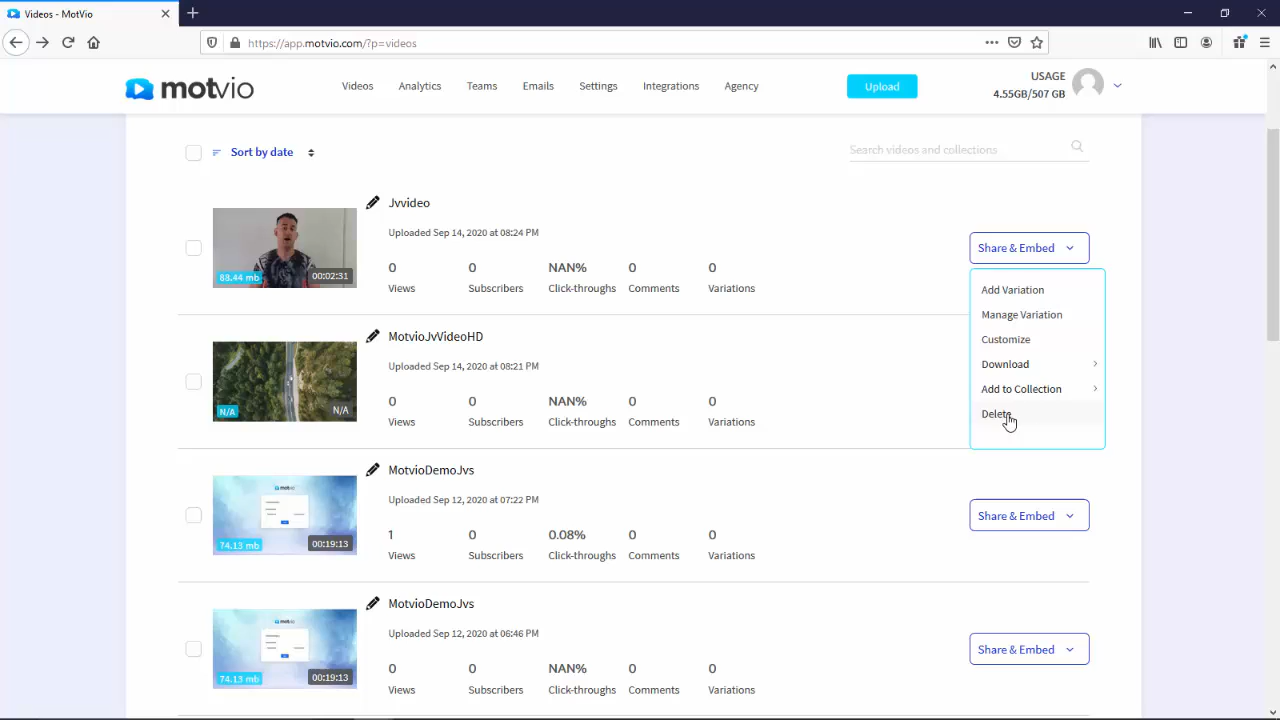 Videos - MotVio
https://app.motvio.com/?p=videos
motvio
Videos
Analytics
Teams
Emails
Settings
Integrations
Agency
Upload
USAGE
4.55GB/507 GB
Sort by date
Search videos and collections
Jvvideo
Uploaded Sep 14, 2020 at 08:24 PM
88.44 mb
00:02:31
0 0 NAN% 0 0
Views Subscribers Click-throughs Comments Variations
Share & Embed
Add Variation
Manage Variation
Customize
Download
Add to Collection
Delete
MotvioJvVideoHD
Uploaded Sep 14, 2020 at 08:21 PM
N/A
N/A
0 0 NAN% 0 0
Views Subscribers Click-throughs Comments Variations
MotvioDemoJvs
Uploaded Sep 12, 2020 at 07:22 PM
motvio
74.13 mb
00:19:13
1 0 0.08% 0 0
Views Subscribers Click-throughs Comments Variations
Share & Embed
MotvioDemoJvs
Uploaded Sep 12, 2020 at 06:46 PM
motvio
74.13 mb
00:19:13
0 0 NAN% 0 0
Views Subscribers Click-throughs Comments Variations
Share & Embed